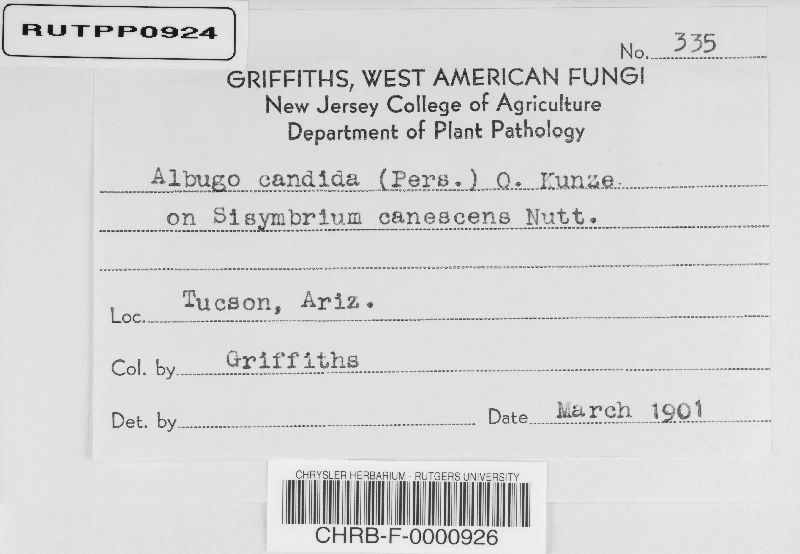 RUTPP0924
No. 335
GRIFFITHS, WEST AMERICAN FUNGI
New Jersey College of Agriculture
Department of Plant Pathology
Albugo candida (Pers.) O. Kunze.
on Sisymbrium canescens Nutt.
Loc. Tucson, Ariz.
Col. by Griffiths
Det. by Date March 1901
CHRYSLER HERBARIUM - RUTGERS UNIVERSITY
CHRB-F-0000926